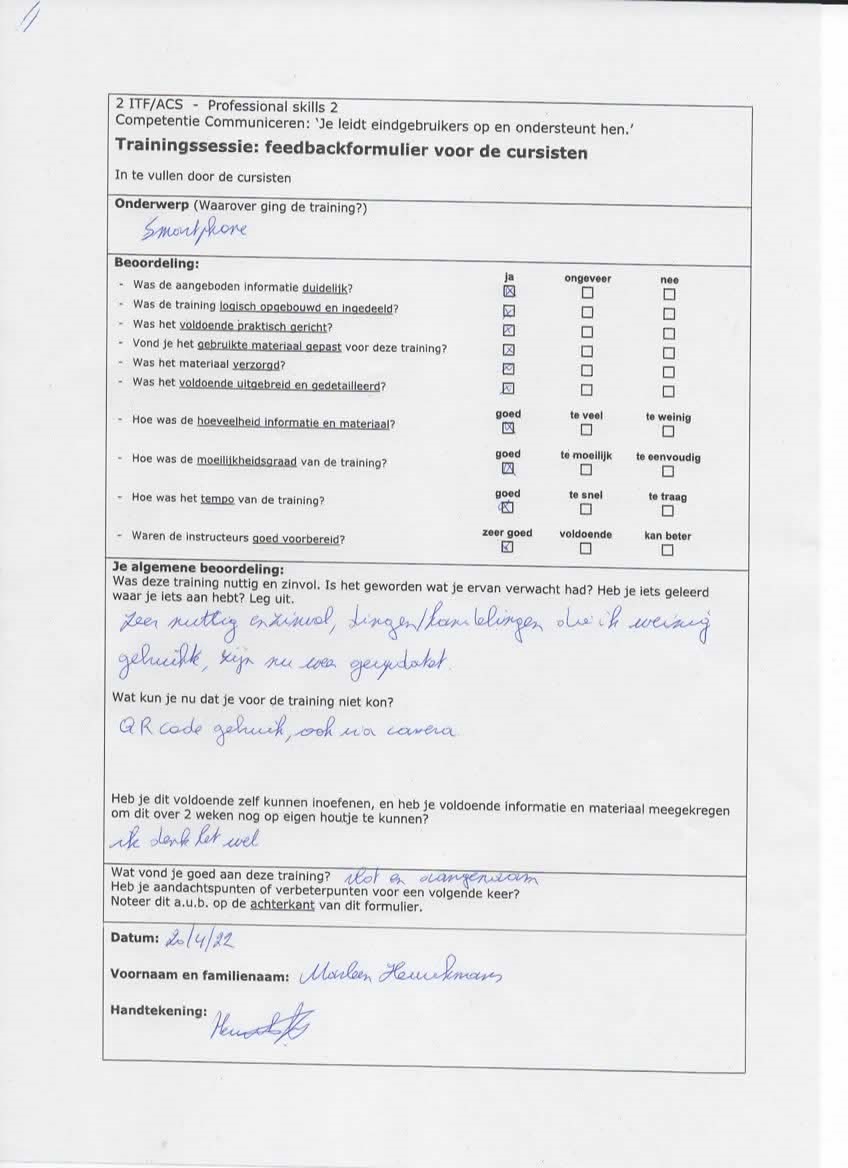 2 ITF/ACS - Professional skills 2
Competentie Communiceren: 'Je leidt eindgebruikers op en ondersteunt hen.'
Trainingssessie: feedbackformulier voor de cursisten
In te vullen door de cursisten
Onderwerp (Waarover ging de training?)
Smartphone
Beoordeling:
ja ongeveer nee
- Was de aangeboden informatie duidelijk?
- Was de training logisch opgebouwd en ingedeeld?
- Was het voldoende praktisch gericht?
- Vond je het gebruikte materiaal gepast voor deze training?
- Was het materiaal verzorgd?
- Was het voldoende uitgebreid en gedetailleerd?
goed te veel te weinig
- Hoe was de hoeveelheid informatie en materiaal?
goed te moeilijk te eenvoudig
- Hoe was de moeilijkheidsgraad van de training?
goed te snel te traag
- Hoe was het tempo van de training?
zeer goed voldoende kan beter
- Waren de instructeurs goed voorbereid?
Je algemene beoordeling:
Was deze training nuttig en zinvol. Is het geworden wat je ervan verwacht had? Heb je iets geleerd
waar je iets aan hebt? Leg uit.
Zeer nuttig en zinvol, dingen/handelingen die ik weinig
gebruikte, zijn nu weer geupdatet.
Wat kun je nu dat je voor de training niet kon?
QR code gebruik, ook via camera
Heb je dit voldoende zelf kunnen inoefenen, en heb je voldoende informatie en materiaal meegekregen
om dit over 2 weken nog op eigen houtje te kunnen?
ik denk het wel
Wat vond je goed aan deze training? vlot en aangenaam
Heb je aandachtspunten of verbeterpunten voor een volgende keer?
Noteer dit a.u.b. op de achterkant van dit formulier.
Datum: 20/4/22
Voornaam en familienaam: Marleen
Handtekening: